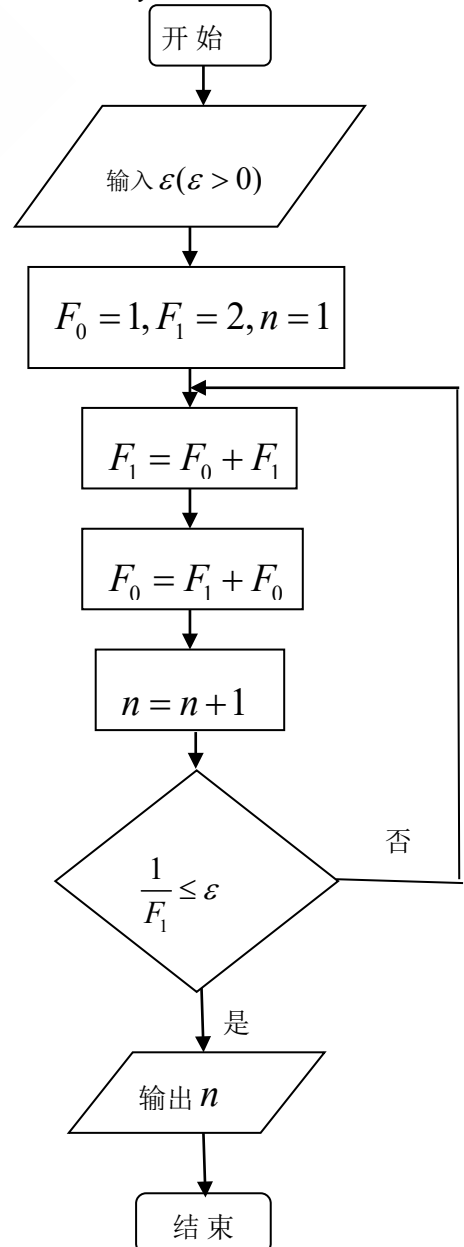 开始
输入 ε(ε > 0)
F₀ = 1, F₁ = 2, n = 1
F₁ = F₀ + F₁
F₀ = F₁ + F₀
n = n + 1
1/F₁ ≤ ε
否
是
输出 n
结束